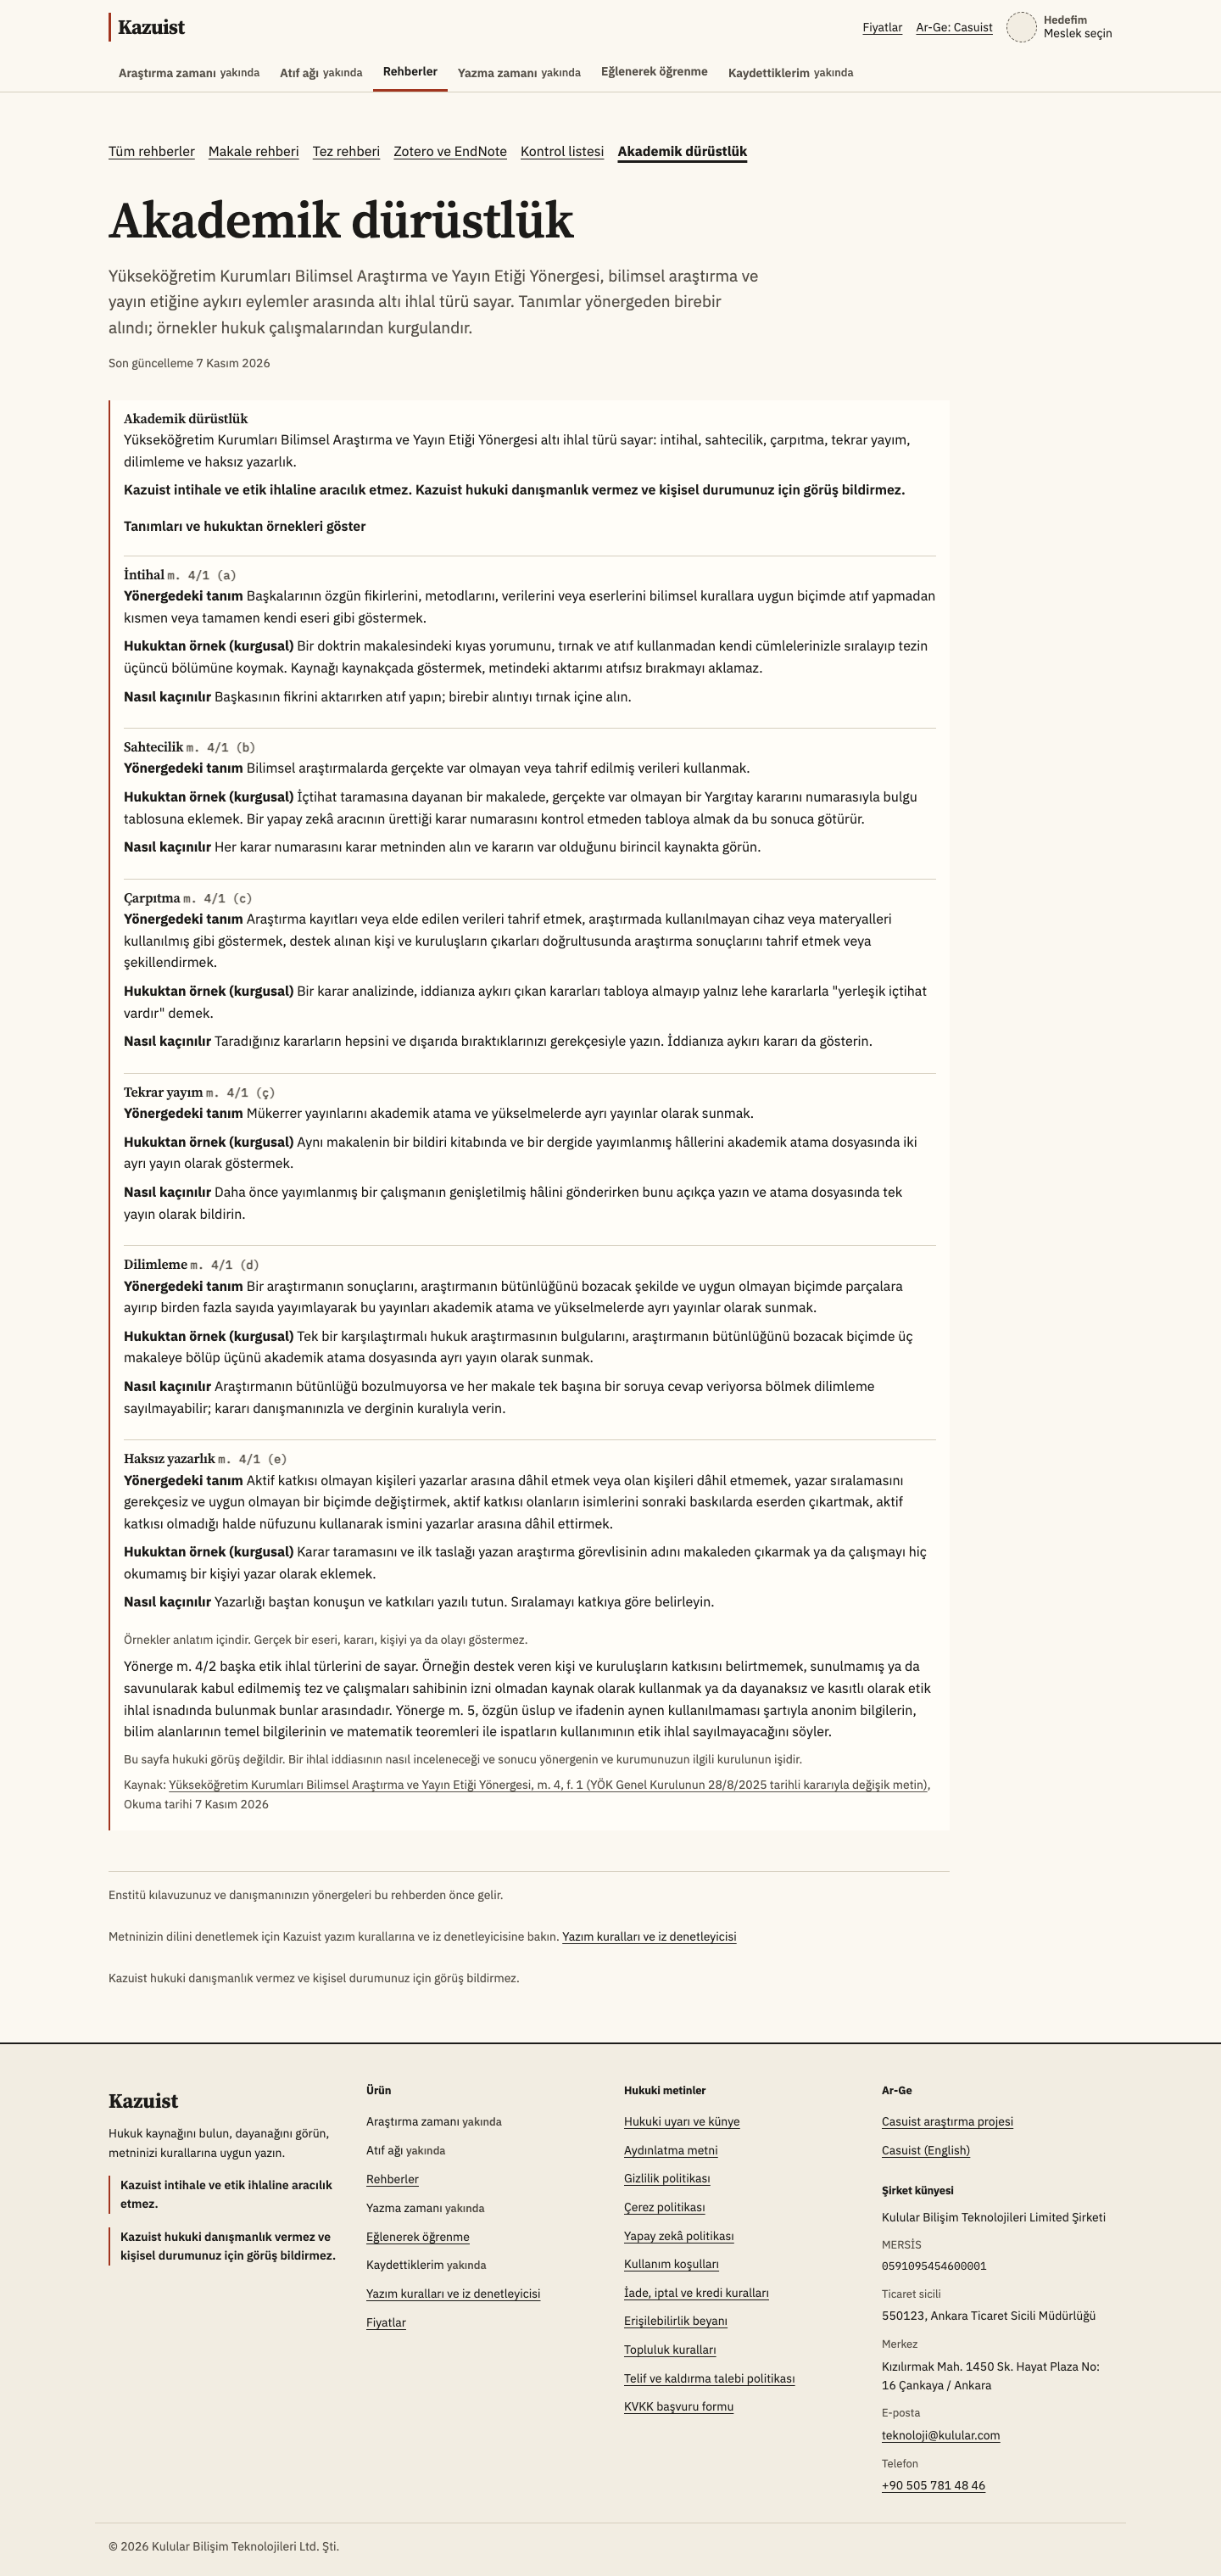 Kazuist
Fiyatlar
Ar-Ge: Casuist
Hedefim
Meslek seçin
Araştırma zamanı yakında
Atıf ağı yakında
Rehberler
Yazma zamanı yakında
Eğlenerek öğrenme
Kaydettiklerim yakında
Tüm rehberler
Makale rehberi
Tez rehberi
Zotero ve EndNote
Kontrol listesi
Akademik dürüstlük
Akademik dürüstlük
Yükseköğretim Kurumları Bilimsel Araştırma ve Yayın Etiği Yönergesi, bilimsel araştırma ve
yayın etiğine aykırı eylemler arasında altı ihlal türü sayar. Tanımlar yönergeden birebir
alındı; örnekler hukuk çalışmalarından kurgulandır.
Son güncelleme 7 Kasım 2026
Akademik dürüstlük
Yükseköğretim Kurumları Bilimsel Araştırma ve Yayın Etiği Yönergesi altı ihlal türü sayar: intihal, sahtecilik, çarpıtma, tekrar yayım,
dilimleme ve haksız yazarlık.
Kazuist intihale ve etik ihlaline aracılık etmez. Kazuist hukuki danışmanlık vermez ve kişisel durumunuz için görüş bildirmez.
Tanımları ve hukuktan örnekleri göster
İntihal m. 4/1 (a)
Yönergedeki tanım Başkalarının özgün fikirlerini, metodlarını, verilerini veya eserlerini bilimsel kurallara uygun biçimde atıf yapmadan
kısmen veya tamamen kendi eseri gibi göstermek.
Hukuktan örnek (kurgusal) Bir doktrin makalesindeki kıyas yorumunu, tırnak ve atıf kullanmadan kendi cümlelerinizle sıralayıp tezin
üçüncü bölümüne koymak. Kaynağı kaynakçada göstermek, metindeki aktarımı atıfsız bırakmayı aklamaz.
Nasıl kaçınılır Başkasının fikrini aktarırken atıf yapın; birebir alıntıyı tırnak içine alın.
Sahtecilik m. 4/1 (b)
Yönergedeki tanım Bilimsel araştırmalarda gerçekte var olmayan veya tahrif edilmiş verileri kullanmak.
Hukuktan örnek (kurgusal) İçtihat taramasına dayanan bir makalede, gerçekte var olmayan bir Yargıtay kararını numarasıyla bulgu
tablosuna eklemek. Bir yapay zekâ aracının ürettiği karar numarasını kontrol etmeden tabloya almak da bu sonuca götürür.
Nasıl kaçınılır Her karar numarasını karar metninden alın ve kararın var olduğunu birincil kaynakta görün.
Çarpıtma m. 4/1 (c)
Yönergedeki tanım Araştırma kayıtları veya elde edilen verileri tahrif etmek, araştırmada kullanılmayan cihaz veya materyalleri
kullanılmış gibi göstermek, destek alınan kişi ve kuruluşların çıkarları doğrultusunda araştırma sonuçlarını tahrif etmek veya
şekillendirmek.
Hukuktan örnek (kurgusal) Bir karar analizinde, iddianıza aykırı çıkan kararları tabloya almayıp yalnız lehe kararlarla "yerleşik içtihat
vardır" demek.
Nasıl kaçınılır Taradığınız kararların hepsini ve dışarıda bıraktıklarınızı gerekçesiyle yazın. İddianıza aykırı kararı da gösterin.
Tekrar yayım m. 4/1 (ç)
Yönergedeki tanım Mükerrer yayınlarını akademik atama ve yükselmelerde ayrı yayınlar olarak sunmak.
Hukuktan örnek (kurgusal) Aynı makalenin bir bildiri kitabında ve bir dergide yayımlanmış hâllerini akademik atama dosyasında iki
ayrı yayın olarak göstermek.
Nasıl kaçınılır Daha önce yayımlanmış bir çalışmanın genişletilmiş hâlini gönderirken bunu açıkça yazın ve atama dosyasında tek
yayın olarak bildirin.
Dilimleme m. 4/1 (d)
Yönergedeki tanım Bir araştırmanın sonuçlarını, araştırmanın bütünlüğünü bozacak şekilde ve uygun olmayan biçimde parçalara
ayırıp birden fazla sayıda yayımlayarak bu yayınları akademik atama ve yükselmelerde ayrı yayınlar olarak sunmak.
Hukuktan örnek (kurgusal) Tek bir karşılaştırmalı hukuk araştırmasının bulgularını, araştırmanın bütünlüğünü bozacak biçimde üç
makaleye bölüp üçünü akademik atama dosyasında ayrı yayın olarak sunmak.
Nasıl kaçınılır Araştırmanın bütünlüğü bozulmuyorsa ve her makale tek başına bir soruya cevap veriyorsa bölmek dilimleme
sayılmayabilir; kararı danışmanınızla ve derginin kuralıyla verin.
Haksız yazarlık m. 4/1 (e)
Yönergedeki tanım Aktif katkısı olmayan kişileri yazarlar arasına dâhil etmek veya olan kişileri dâhil etmemek, yazar sıralamasını
gerekçesiz ve uygun olmayan bir biçimde değiştirmek, aktif katkısı olanların isimlerini sonraki baskılarda eserden çıkartmak, aktif
katkısı olmadığı halde nüfuzunu kullanarak ismini yazarlar arasına dâhil ettirmek.
Hukuktan örnek (kurgusal) Karar taramasını ve ilk taslağı yazan araştırma görevlisinin adını makaleden çıkarmak ya da çalışmayı hiç
okumamış bir kişiyi yazar olarak eklemek.
Nasıl kaçınılır Yazarlığı baştan konuşun ve katkıları yazılı tutun. Sıralamayı katkıya göre belirleyin.
Örnekler anlatım içindir. Gerçek bir eseri, kararı, kişiyi ya da olayı göstermez.
Yönerge m. 4/2 başka etik ihlal türlerini de sayar. Örneğin destek veren kişi ve kuruluşların katkısını belirtmemek, sunulmamış ya da
savunularak kabul edilmemiş tez ve çalışmaları sahibinin izni olmadan kaynak olarak kullanmak ya da dayanaksız ve kasıtlı olarak etik
ihlal isnadında bulunmak bunlar arasındadır. Yönerge m. 5, özgün üslup ve ifadenin aynen kullanılmaması şartıyla anonim bilgilerin,
bilim alanlarının temel bilgilerinin ve matematik teoremleri ile ispatların kullanımının etik ihlal sayılmayacağını söyler.
Bu sayfa hukuki görüş değildir. Bir ihlal iddiasının nasıl inceleneceği ve sonucu yönergenin ve kurumunuzun ilgili kurulunun işidir.
Kaynak: Yükseköğretim Kurumları Bilimsel Araştırma ve Yayın Etiği Yönergesi, m. 4, f. 1 (YÖK Genel Kurulunun 28/8/2025 tarihli kararıyla değişik metin),
Okuma tarihi 7 Kasım 2026
Enstitü kılavuzunuz ve danışmanınızın yönergeleri bu rehberden önce gelir.
Metninizin dilini denetlemek için Kazuist yazım kurallarına ve iz denetleyicisine bakın. Yazım kuralları ve iz denetleyicisi
Kazuist hukuki danışmanlık vermez ve kişisel durumunuz için görüş bildirmez.
Kazuist
Hukuk kaynağını bulun, dayanağını görün,
metninizi kurallarına uygun yazın.
Kazuist intihale ve etik ihlaline aracılık
etmez.
Kazuist hukuki danışmanlık vermez ve
kişisel durumunuz için görüş bildirmez.
Ürün
Araştırma zamanı yakında
Atıf ağı yakında
Rehberler
Yazma zamanı yakında
Eğlenerek öğrenme
Kaydettiklerim yakında
Yazım kuralları ve iz denetleyicisi
Fiyatlar
Hukuki metinler
Hukuki uyarı ve künye
Aydınlatma metni
Gizlilik politikası
Çerez politikası
Yapay zekâ politikası
Kullanım koşulları
İade, iptal ve kredi kuralları
Erişilebilirlik beyanı
Topluluk kuralları
Telif ve kaldırma talebi politikası
KVKK başvuru formu
Ar-Ge
Casuist araştırma projesi
Casuist (English)
Şirket künyesi
Kulular Bilişim Teknolojileri Limited Şirketi
MERSİS
0591095454600001
Ticaret sicili
550123, Ankara Ticaret Sicili Müdürlüğü
Merkez
Kızılırmak Mah. 1450 Sk. Hayat Plaza No:
16 Çankaya / Ankara
E-posta
teknoloji@kulular.com
Telefon
+90 505 781 48 46
© 2026 Kulular Bilişim Teknolojileri Ltd. Şti.